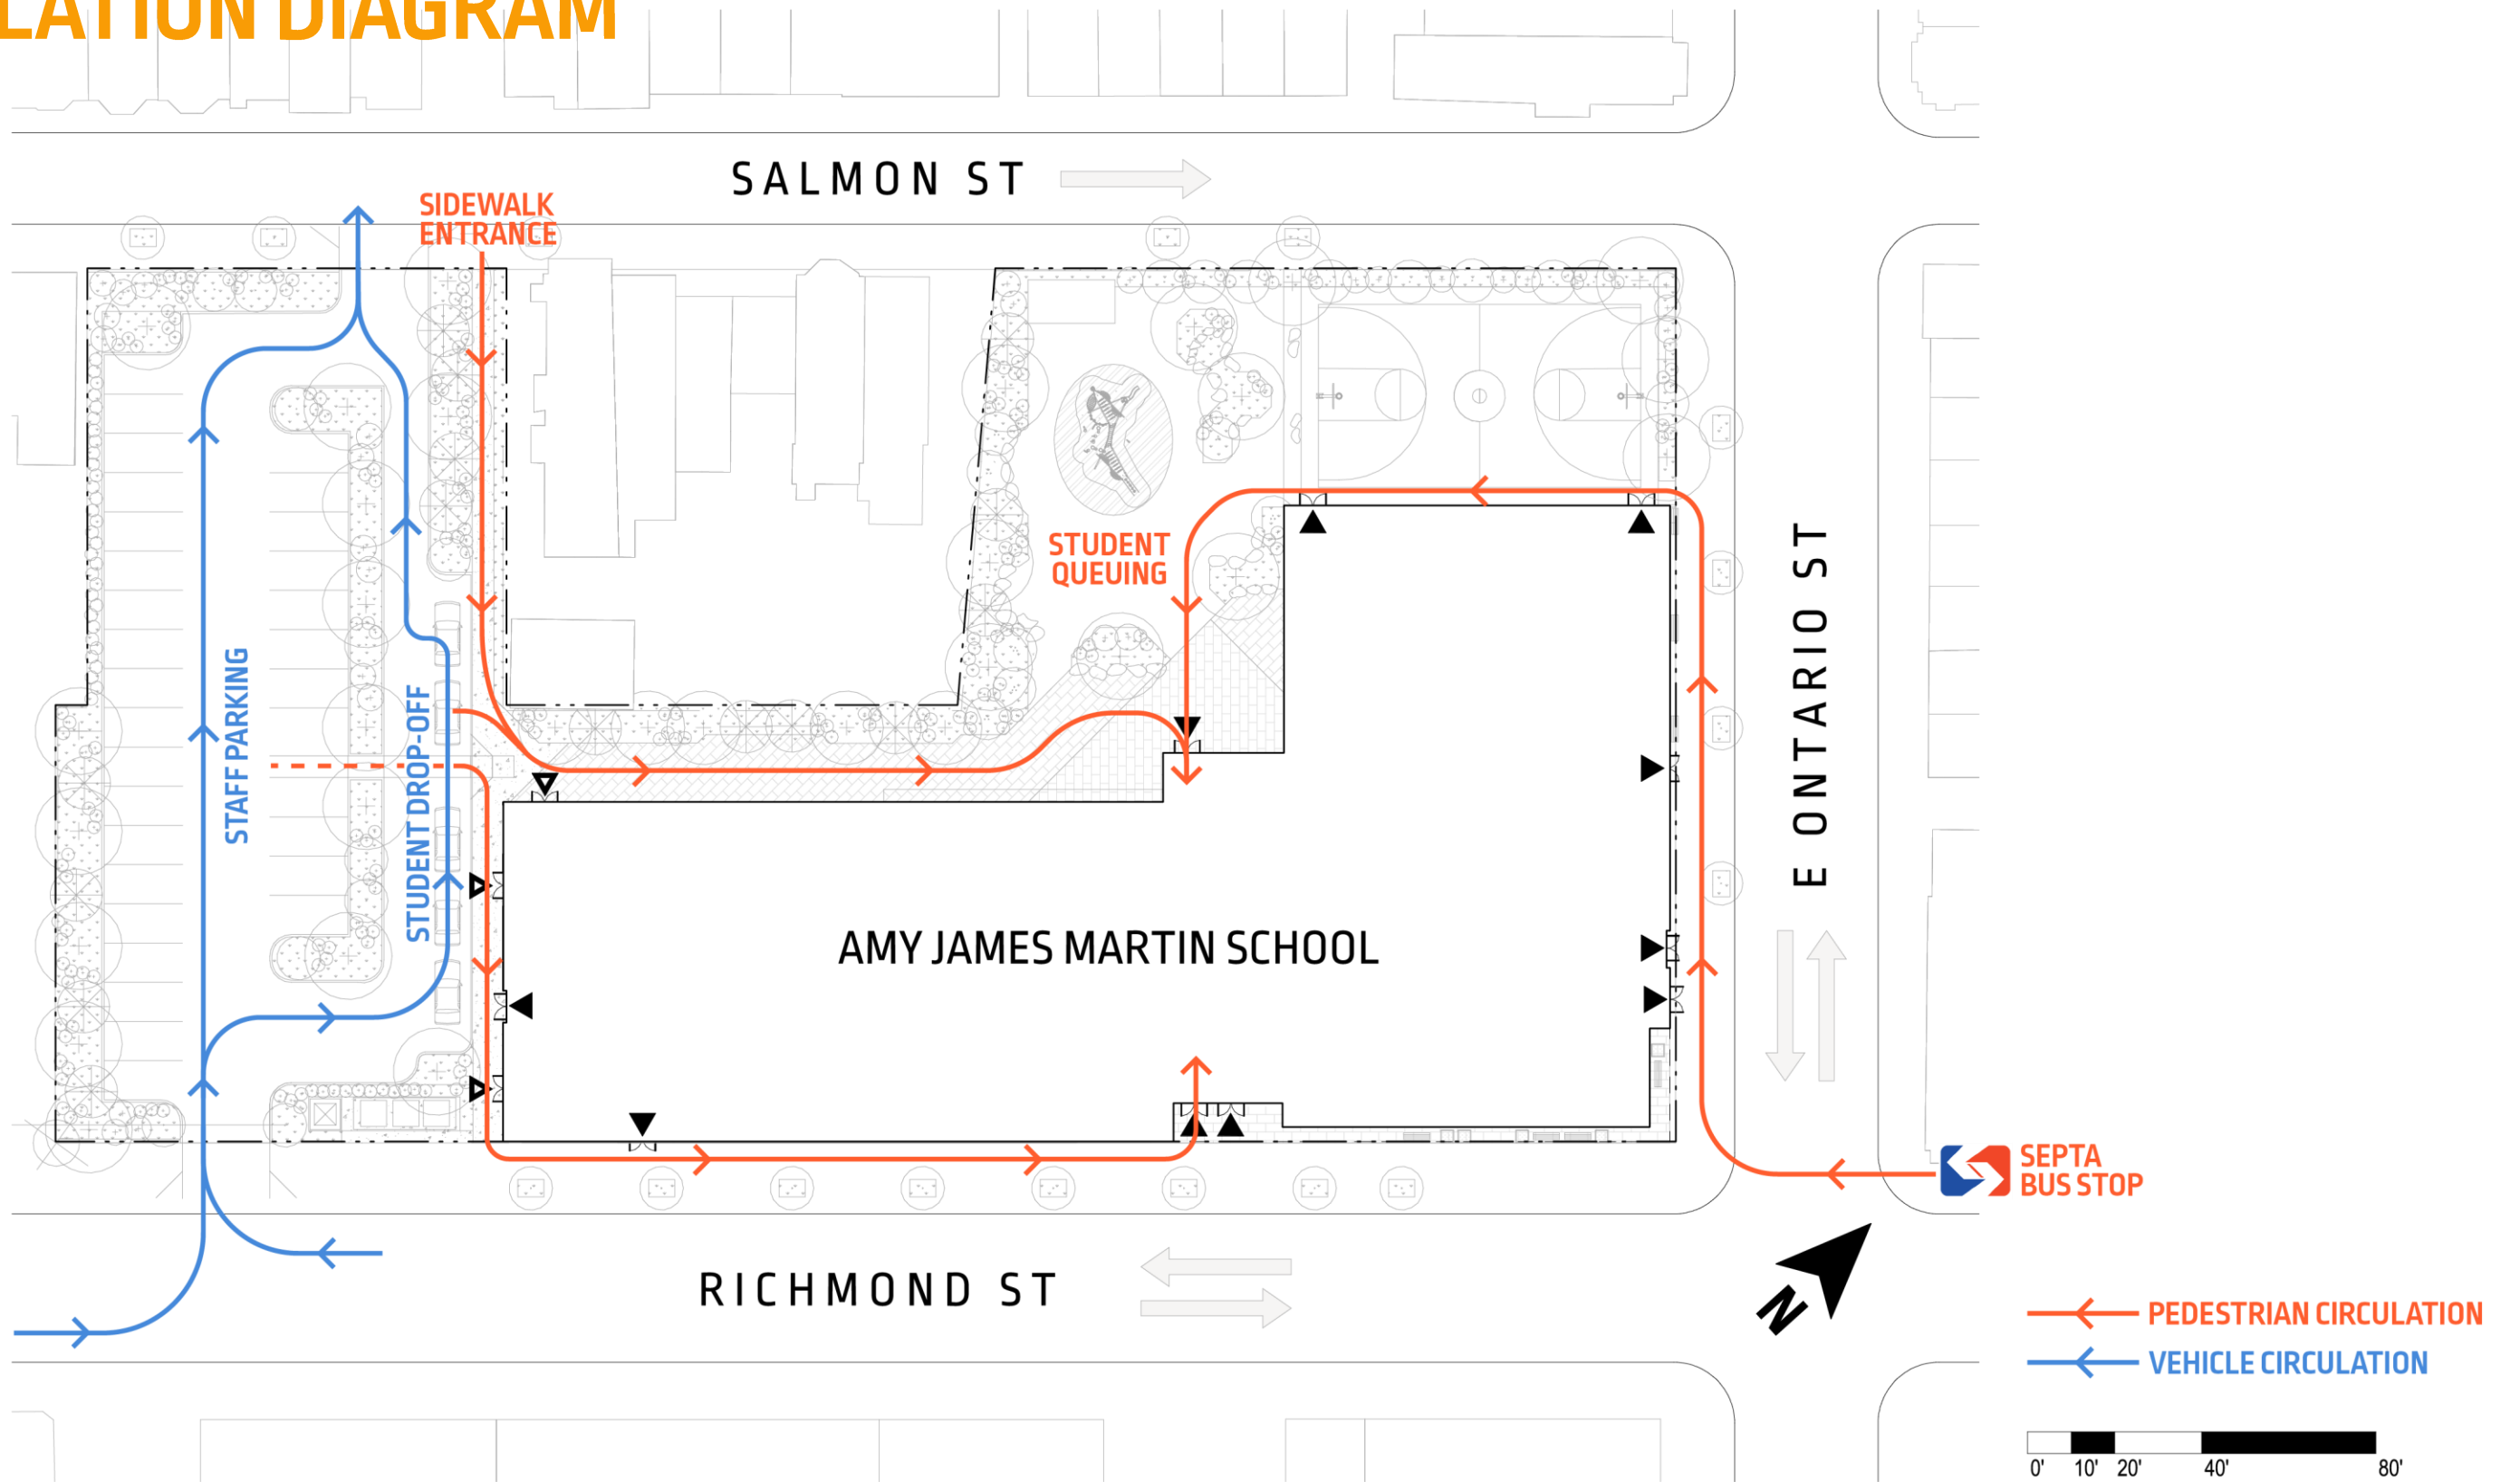 LATION DIAGRAM
SALMON ST
SIDEWALK
ENTRANCE
STUDENT
QUEUING
E ONTARIO ST
STAFF PARKING
STUDENT DROP-OFF
AMY JAMES MARTIN SCHOOL
SEPTA
BUS STOP
RICHMOND ST
N
PEDESTRIAN CIRCULATION
VEHICLE CIRCULATION
0' 10' 20' 40' 80'